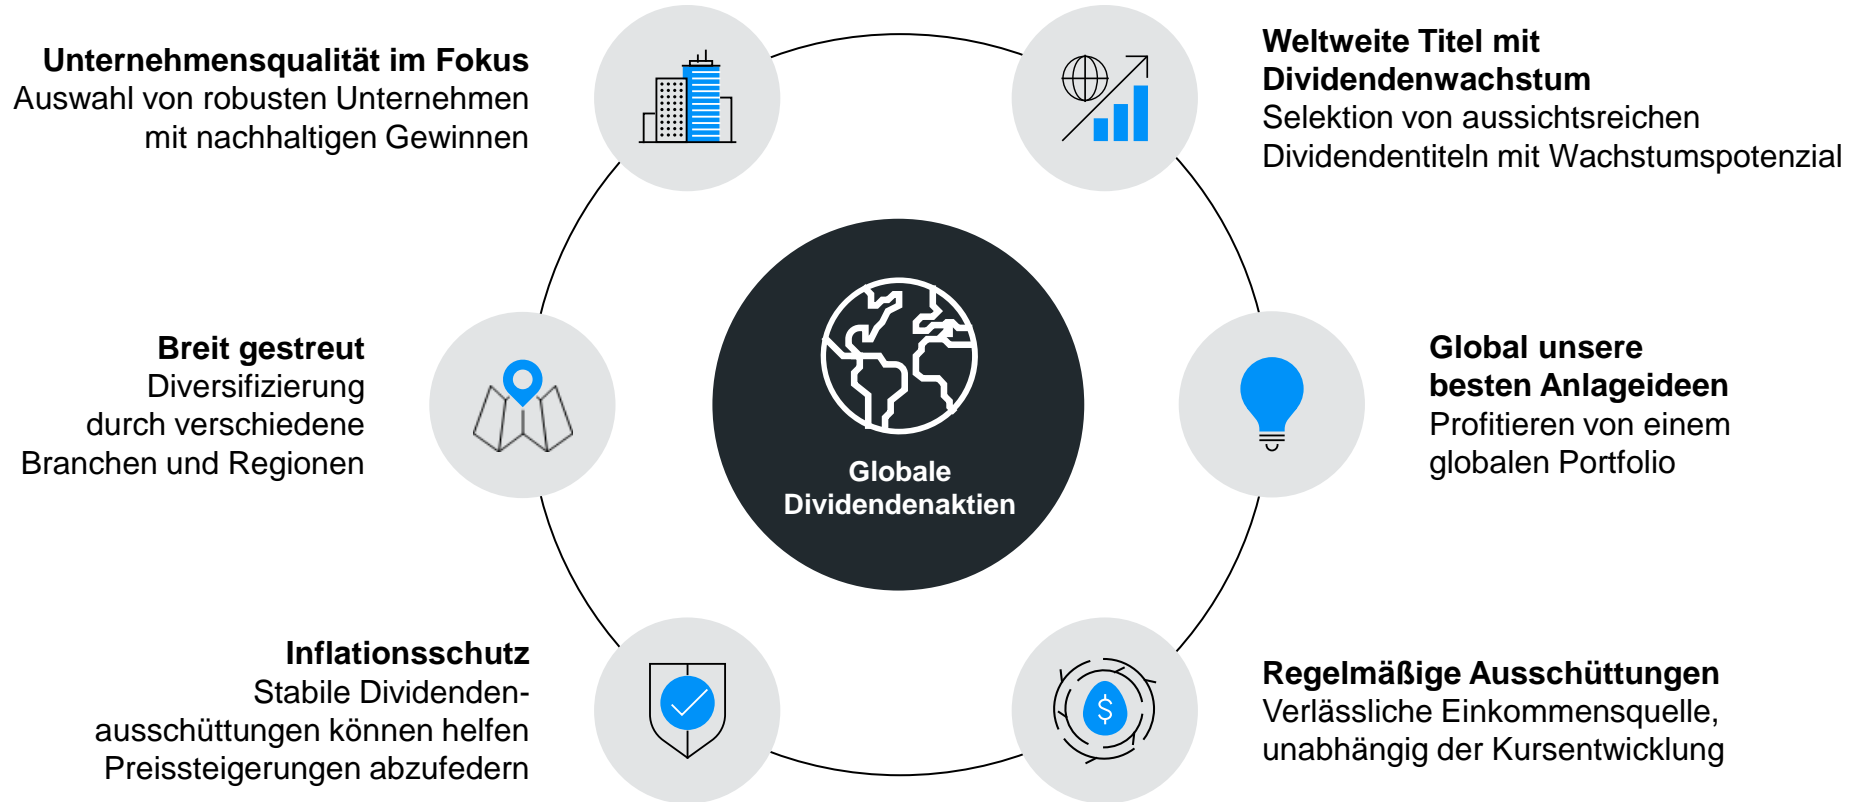 Unternehmensqualität im Fokus
Auswahl von robusten Unternehmen
mit nachhaltigen Gewinnen
Weltweite Titel mit
Dividendenwachstum
Selektion von aussichtsreichen
Dividendentiteln mit Wachstumspotenzial
Breit gestreut
Diversifizierung
durch verschiedene
Branchen und Regionen
Globale
Dividendenaktien
Global unsere
besten Anlageideen
Profitieren von einem
globalen Portfolio
Inflationsschutz
Stabile Dividenden-
ausschüttungen können helfen
Preissteigerungen abzufedern
$
Regelmäßige Ausschüttungen
Verlässliche Einkommensquelle,
unabhängig der Kursentwicklung